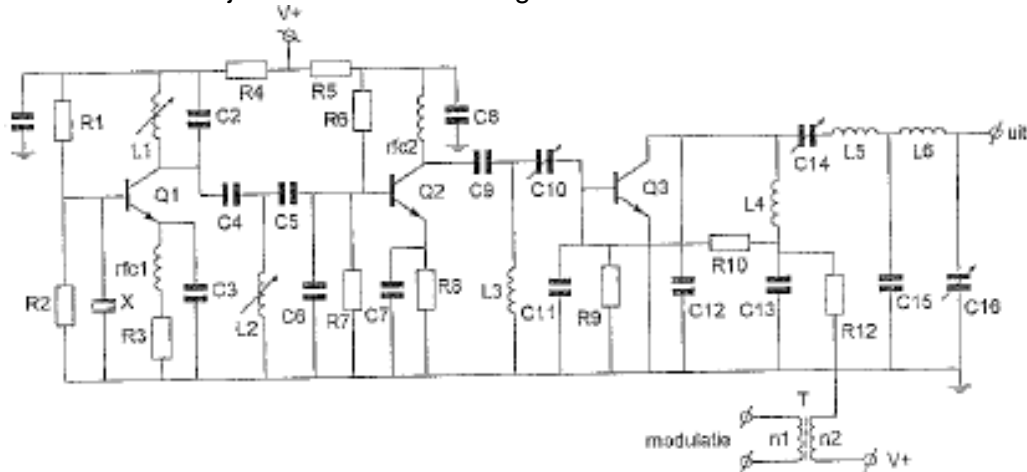 V+
R4
R5
R1
C2
R6
C8
L1
rfc2
Q1
Q2
C9
C10
Q3
C14
L5
L6
uit
C4
C5
L4
rfc1
R2
X
C3
R3
L2
C6
R7
C7
R8
L3
C11
R9
R10
C12
C13
R12
C15
C16
T
modulatie
n1
n2
V+